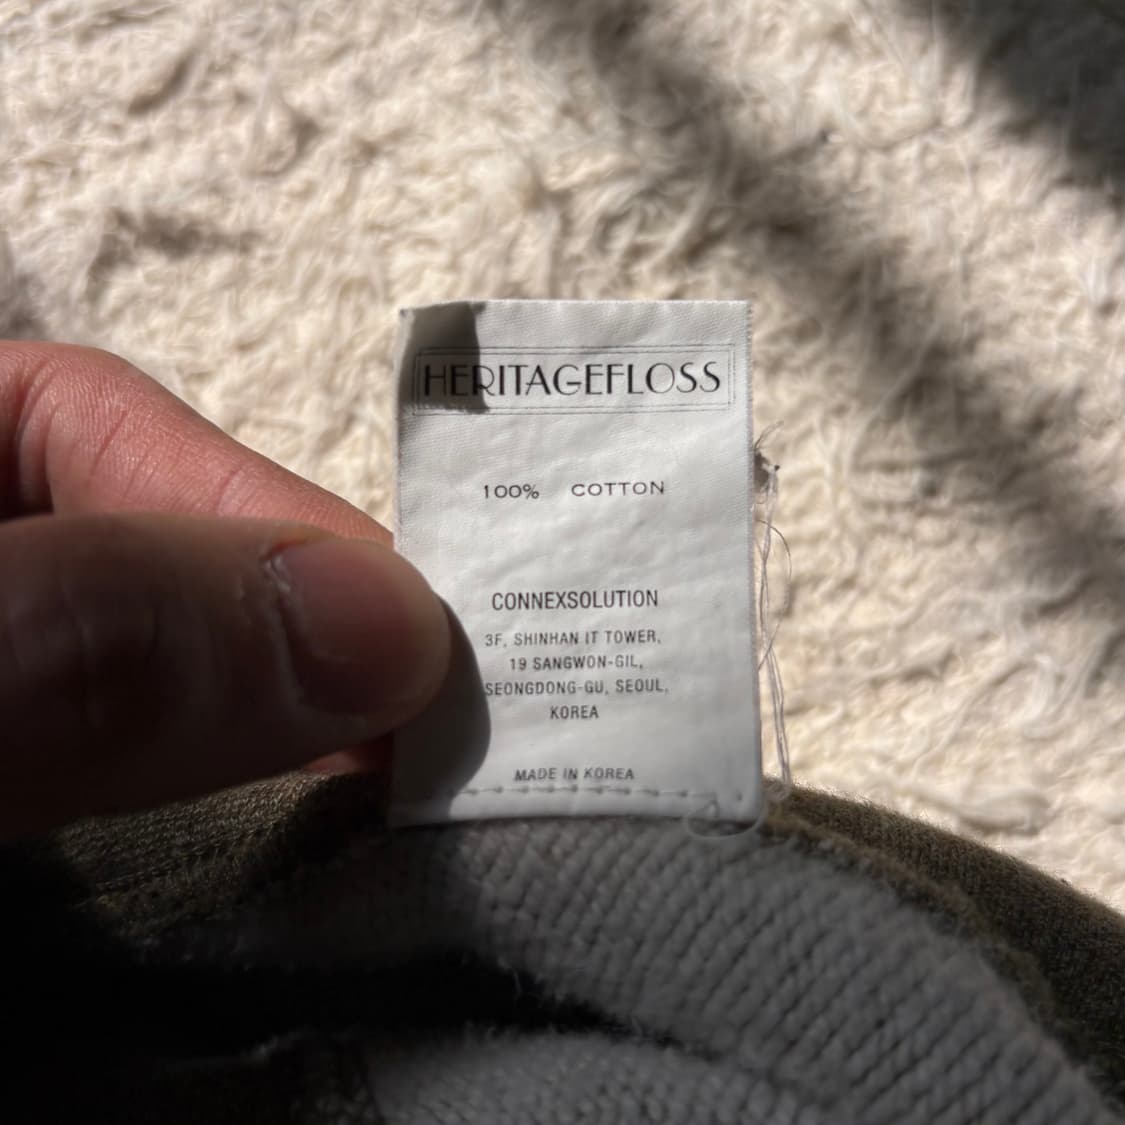 HERITAGEFLOSS
100% COTTON
CONNEXSOLUTION
3F, SHINHAN IT TOWER,
19 SANGWON-GIL,
SEONGDONG-GU, SEOUL,
KOREA
MADE IN KOREA